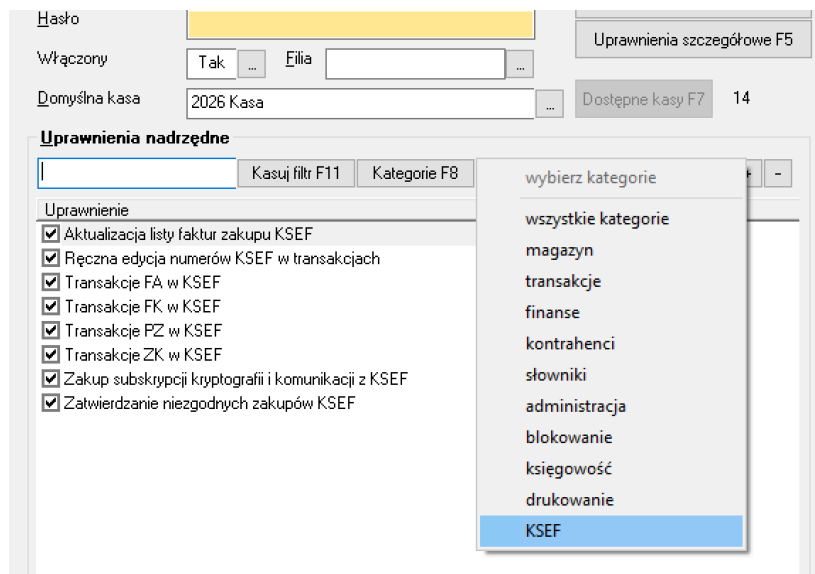 Hasło
Uprawnienia szczegółowe F5
Włączony Tak ... Filia ...
Domyślna kasa 2026 Kasa ... Dostępne kasy F7 14
Uprawnienia nadrzędne
Kasuj filtr F11 Kategorie F8 -
Uprawnienie
Aktualizacja listy faktur zakupu KSEF
Ręczna edycja numerów KSEF w transakcjach
Transakcje FA w KSEF
Transakcje FK w KSEF
Transakcje PZ w KSEF
Transakcje ZK w KSEF
Zakup subskrypcji kryptografii i komunikacji z KSEF
Zatwierdzanie niezgodnych zakupów KSEF
wybierz kategorie
wszystkie kategorie
magazyn
transakcje
finanse
kontrahenci
słowniki
administracja
blokowanie
księgowość
drukowanie
KSEF